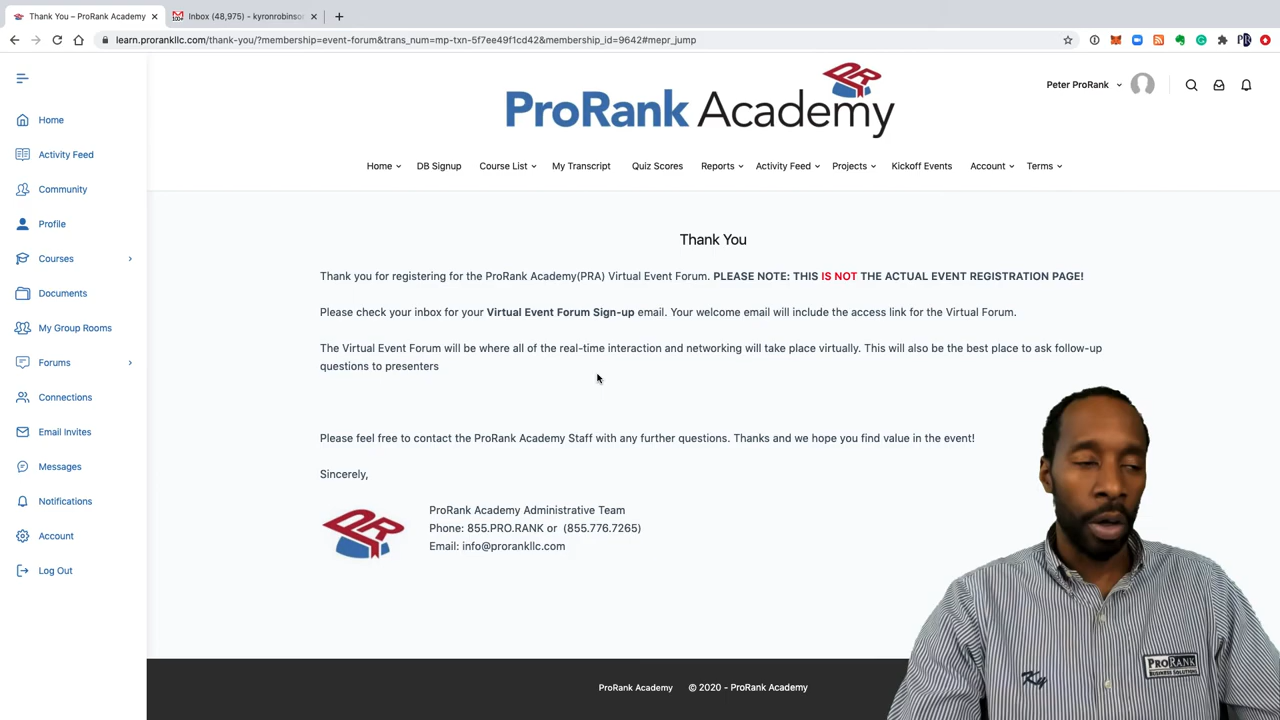 Thank You – ProRank Academy
Inbox (48,975) - kyronrobinson
learn.prorankllc.com/thank-you/?membership=event-forum&trans_num=mp-txn-5f7ee49f1cd42&membership_id=9642#mepr_jump
ProRank Academy
Peter ProRank
Home
DB Signup
Course List
My Transcript
Quiz Scores
Reports
Activity Feed
Projects
Kickoff Events
Account
Terms
Home
Activity Feed
Community
Profile
Courses
Documents
My Group Rooms
Forums
Connections
Email Invites
Messages
Notifications
Account
Log Out
Thank You
Thank you for registering for the ProRank Academy(PRA) Virtual Event Forum. PLEASE NOTE: THIS IS NOT THE ACTUAL EVENT REGISTRATION PAGE!
Please check your inbox for your Virtual Event Forum Sign-up email. Your welcome email will include the access link for the Virtual Forum.
The Virtual Event Forum will be where all of the real-time interaction and networking will take place virtually. This will also be the best place to ask follow-up
questions to presenters
Please feel free to contact the ProRank Academy Staff with any further questions. Thanks and we hope you find value in the event!
Sincerely,
ProRank Academy Administrative Team
Phone: 855.PRO.RANK or (855.776.7265)
Email: info@prorankllc.com
Ky
PRORANK
BUSINESS SOLUTIONS
ProRank Academy
© 2020 - ProRank Academy